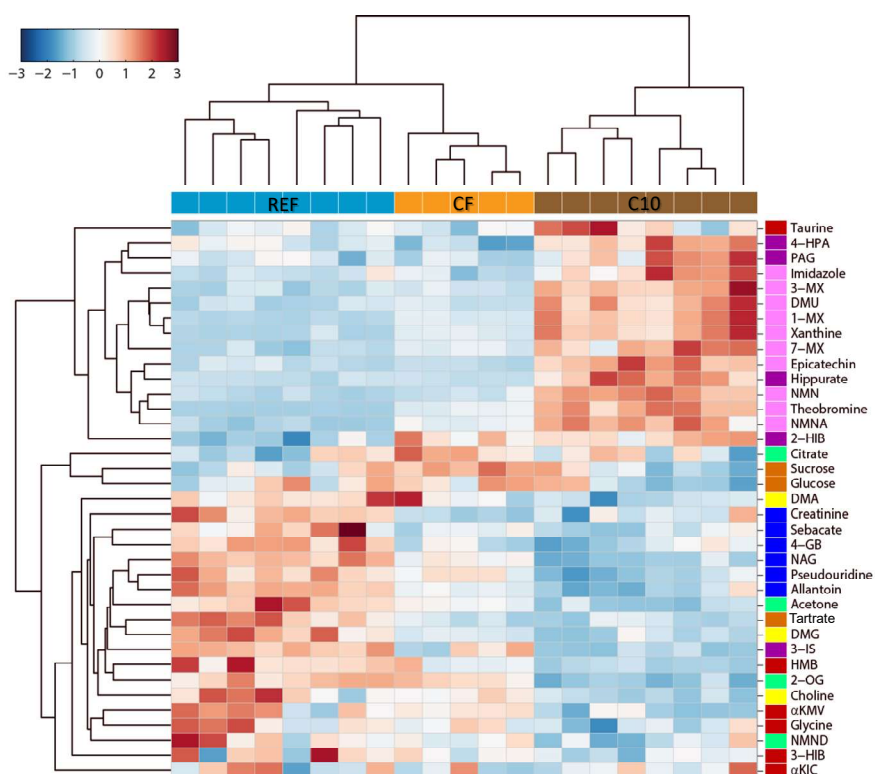 −3 −2 −1 0 1 2 3
REF CF C10
Taurine
4−HPA
PAG
Imidazole
3−MX
DMU
1−MX
Xanthine
7−MX
Epicatechin
Hippurate
NMN
Theobromine
NMNA
2−HIB
Citrate
Sucrose
Glucose
DMA
Creatinine
Sebacate
4−GB
NAG
Pseudouridine
Allantoin
Acetone
Tartrate
DMG
3−IS
HMB
2−OG
Choline
αKMV
Glycine
NMND
3−HIB
αKIC